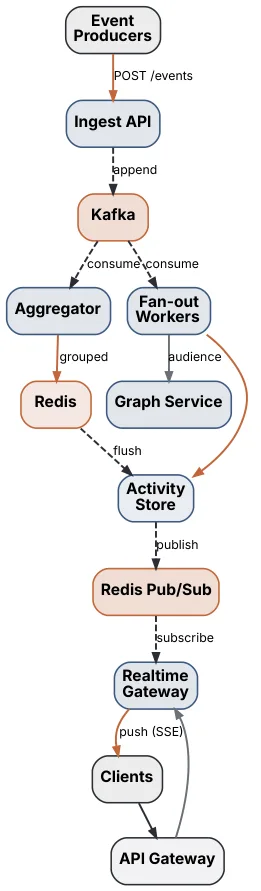 Event
Producers
POST /events
Ingest API
append
Kafka
consume consume
Aggregator
Fan-out
Workers
grouped
audience
Redis
Graph Service
flush
Activity
Store
publish
Redis Pub/Sub
subscribe
Realtime
Gateway
push (SSE)
Clients
API Gateway